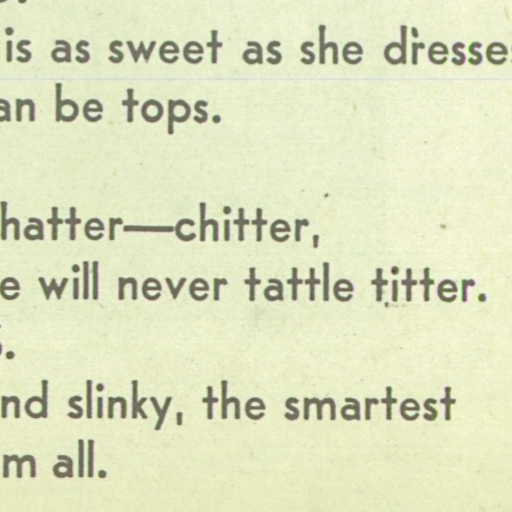 is as sweet as she dresse
an be tops.
hatter—chitter,
e will never tattle titter.
.
nd slinky, the smartest
m all.